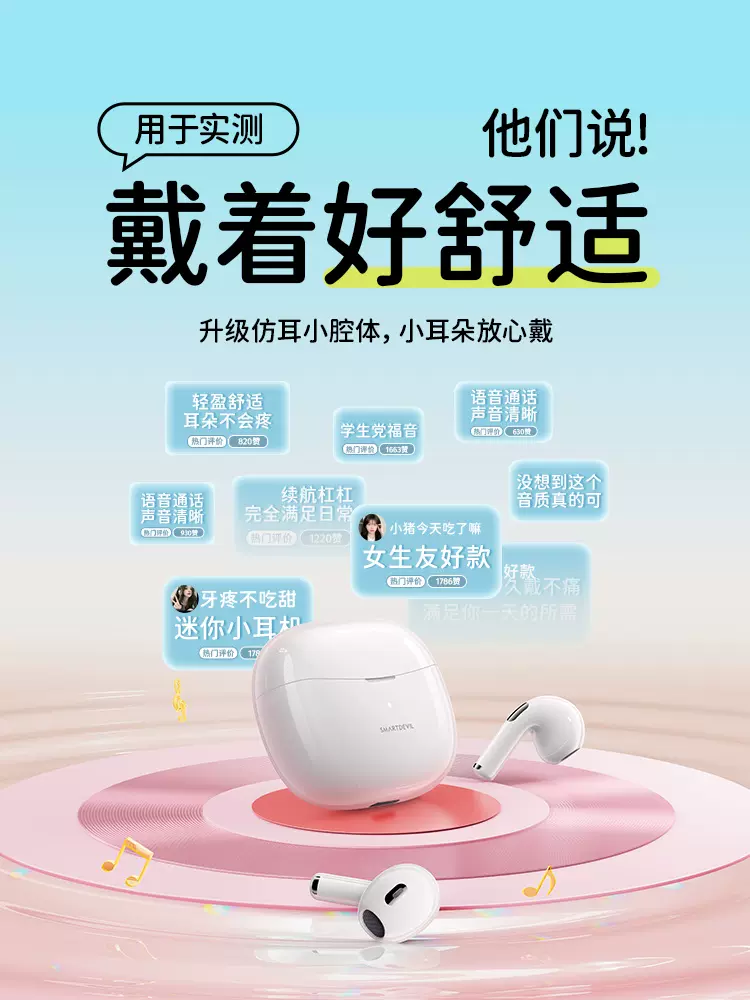 用于实测
他们说!
戴着好舒适
升级仿耳小腔体,小耳朵放心戴
轻盈舒适
耳朵不会疼
热门评价 820赞
学生党福音
热门评价 1663赞
语音通话
声音清晰
热门评价 630赞
语音通话
声音清晰
热门评价 930赞
续航杠杠
完全满足日常
热门评价 1220赞
没想到这个
音质真的可
小猪今天吃了嘛
女生友好款
热门评价 1786赞
好款
久戴不痛
满足你一天的所需
牙疼不吃甜
迷你小耳机
热门评价 178
SMARTDEVIL